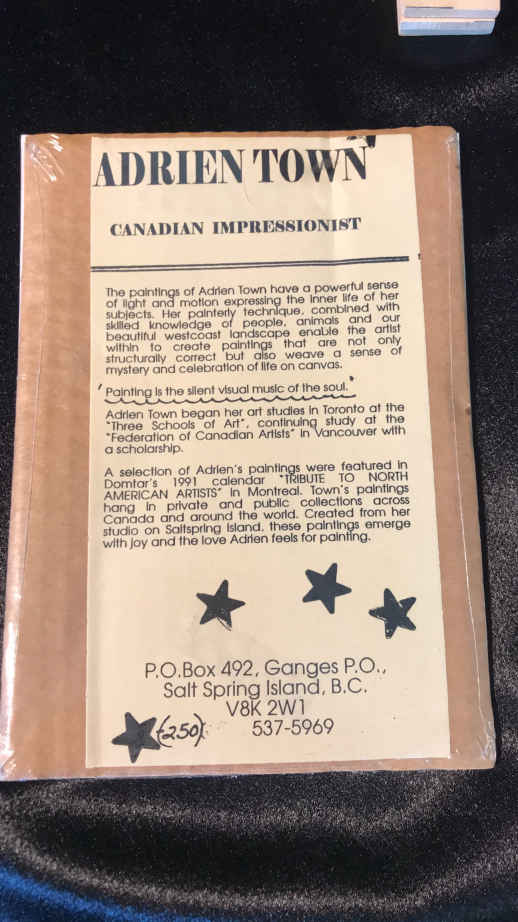 ADRIEN TOWN
CANADIAN IMPRESSIONIST
The paintings of Adrien Town have a powerful sense
of light and motion expressing the inner life of her
subjects. Her painterly technique, combined with
skilled knowledge of people, animals and our
beautiful westcoast landscape enable the artist
within to create paintings that are not only
structurally correct but also weave a sense of
mystery and celebration of life on canvas.
"Painting is the silent visual music of the soul."
Adrien Town began her art studies in Toronto at the
"Three Schools of Art", continuing study at the
"Federation of Canadian Artists" in Vancouver with
a scholarship.
A selection of Adrien's paintings were featured in
Domtar's 1991 calendar "TRIBUTE TO NORTH
AMERICAN ARTISTS" in Montreal. Town's paintings
hang in private and public collections across
Canada and around the world. Created from her
studio on Saltspring Island, these paintings emerge
with joy and the love Adrien feels for painting.
P.O.Box 492, Ganges P.O.,
Salt Spring Island, B.C.
V8K 2W1
537-5969